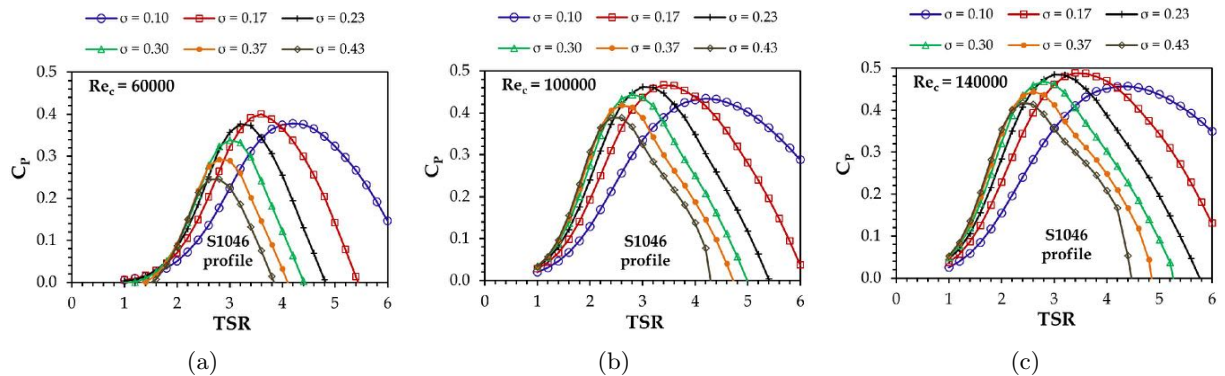 σ = 0.10 σ = 0.17 σ = 0.23
σ = 0.30 σ = 0.37 σ = 0.43
0.5
0.4
0.3
0.2
0.1
0.0
C_P
Re_c = 60000
S1046
profile
0 1 2 3 4 5 6
TSR
(a)
σ = 0.10 σ = 0.17 σ = 0.23
σ = 0.30 σ = 0.37 σ = 0.43
0.5
0.4
0.3
0.2
0.1
0.0
C_P
Re_c = 100000
S1046
profile
0 1 2 3 4 5 6
TSR
(b)
σ = 0.10 σ = 0.17 σ = 0.23
σ = 0.30 σ = 0.37 σ = 0.43
0.5
0.4
0.3
0.2
0.1
0.0
C_P
Re_c = 140000
S1046
profile
0 1 2 3 4 5 6
TSR
(c)